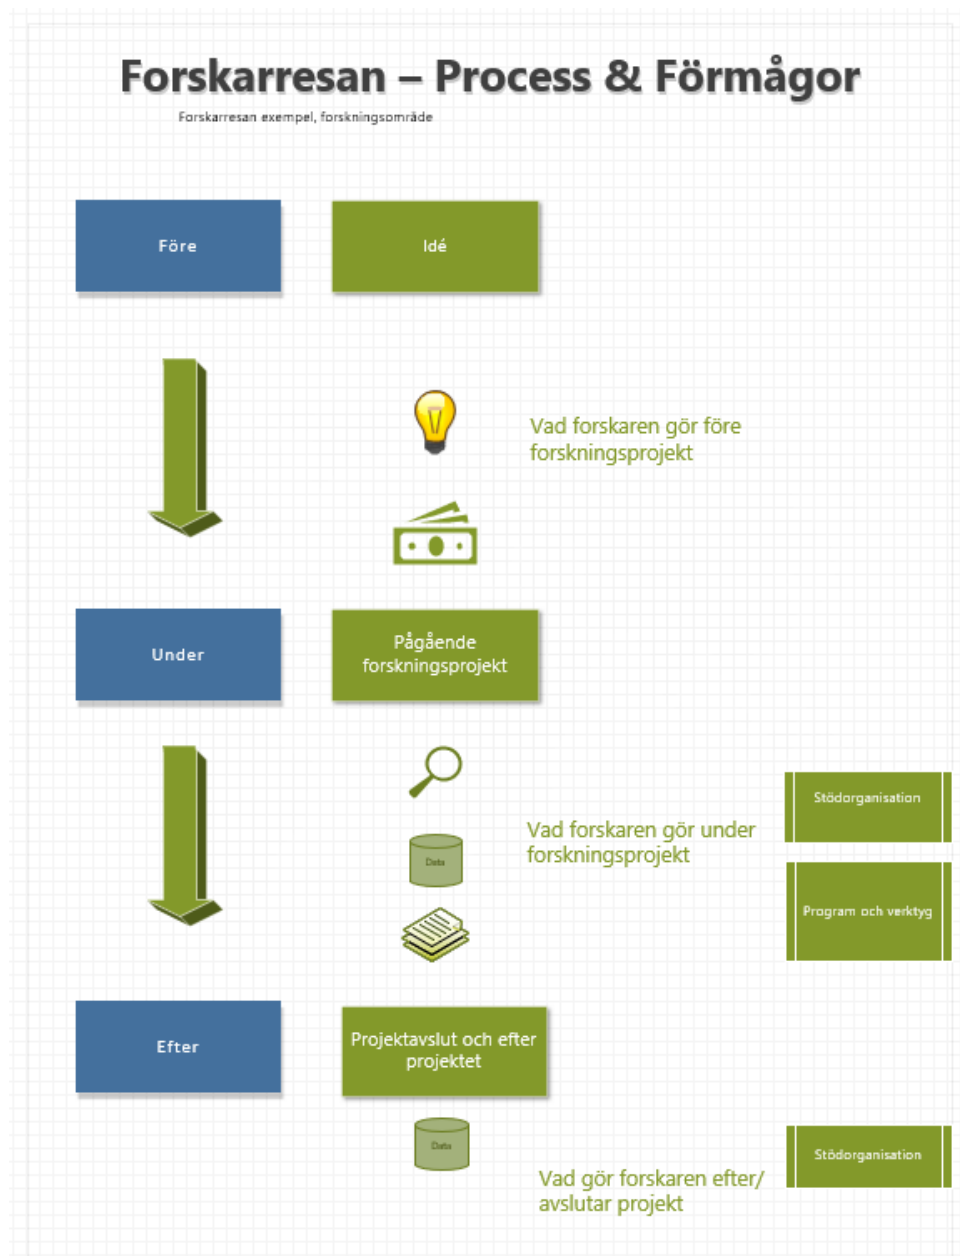 Forskarresan – Process & Förmågor
Forskarresan exempel, forskningsområde
Före
Idé
Vad forskaren gör före
forskningsprojekt
Under
Pågående
forskningsprojekt
Stödorganisation
Vad forskaren gör under
forskningsprojekt
Data
Program och verktyg
Efter
Projektavslut och efter
projektet
Data
Stödorganisation
Vad gör forskaren efter/
avslutar projekt